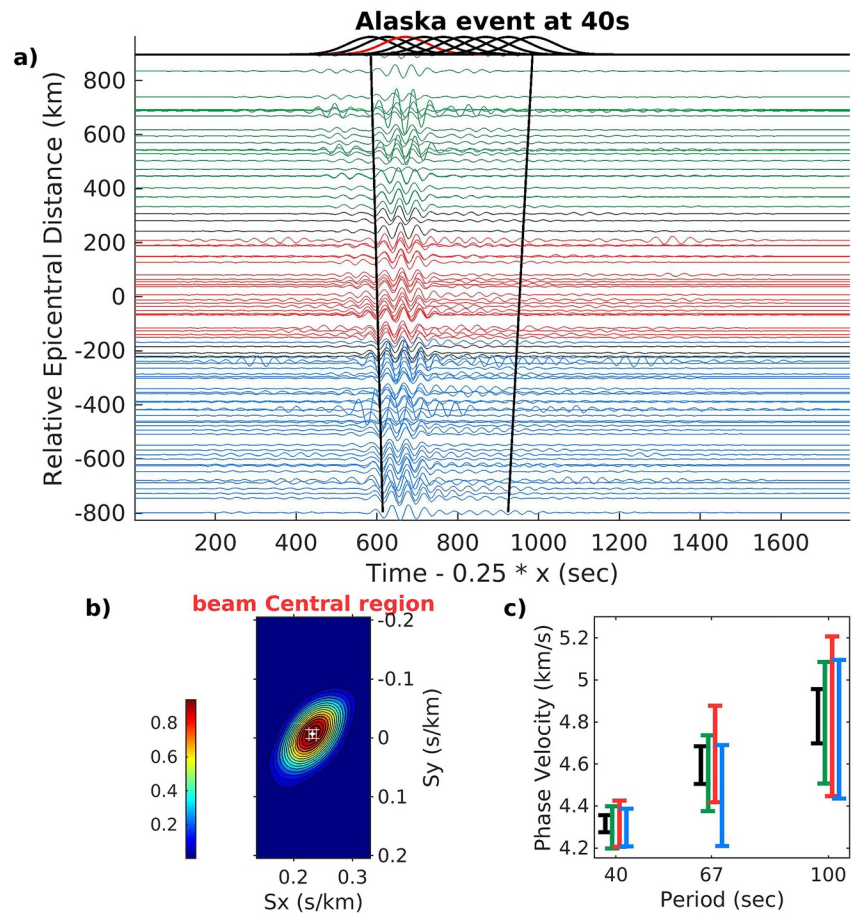 Alaska event at 40s
a)
Relative Epicentral Distance (km)
800
600
400
200
0
-200
-400
-600
-800
200 400 600 800 1000 1200 1400 1600
Time - 0.25 * x (sec)
b)
beam Central region
0.8
0.6
0.4
0.2
-0.2
-0.1
0
0.1
0.2
Sy (s/km)
0.2 0.3
Sx (s/km)
c)
Phase Velocity (km/s)
5.2
5
4.8
4.6
4.4
4.2
40 67 100
Period (sec)